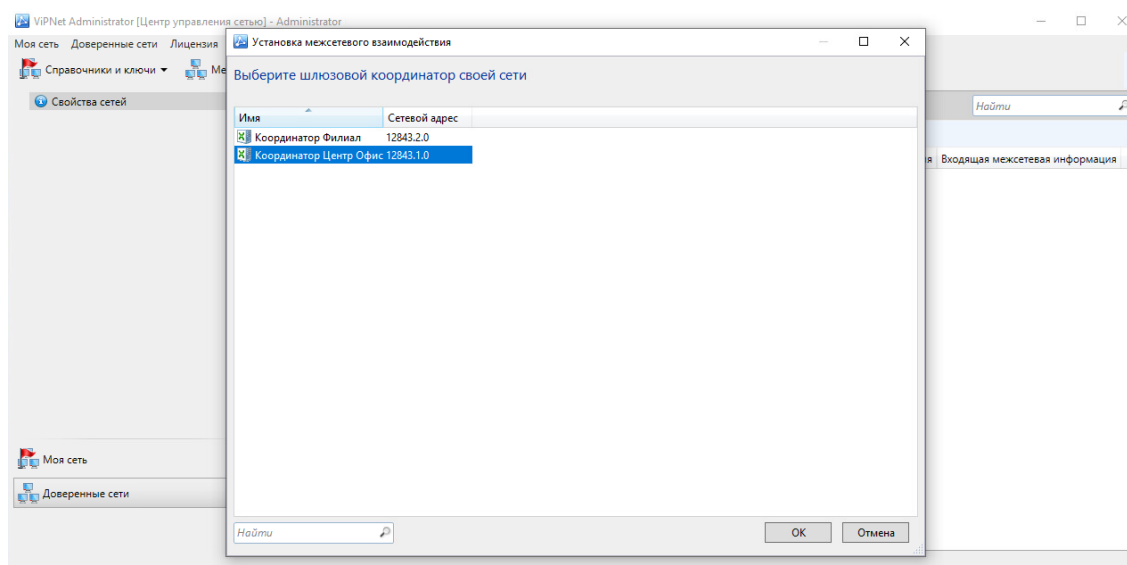 ViPNet Administrator [Центр управления сетью] - Administrator
Моя сеть Доверенные сети Лицензия
Установка межсетевого взаимодействия
Справочники и ключи
Выберите шлюзовой координатор своей сети
Свойства сетей
Найти
Имя Сетевой адрес
Координатор Филиал 12843.2.0
Координатор Центр Офис 12843.1.0
Входящая межсетевая информация
Моя сеть
Доверенные сети
Найти
OK Отмена